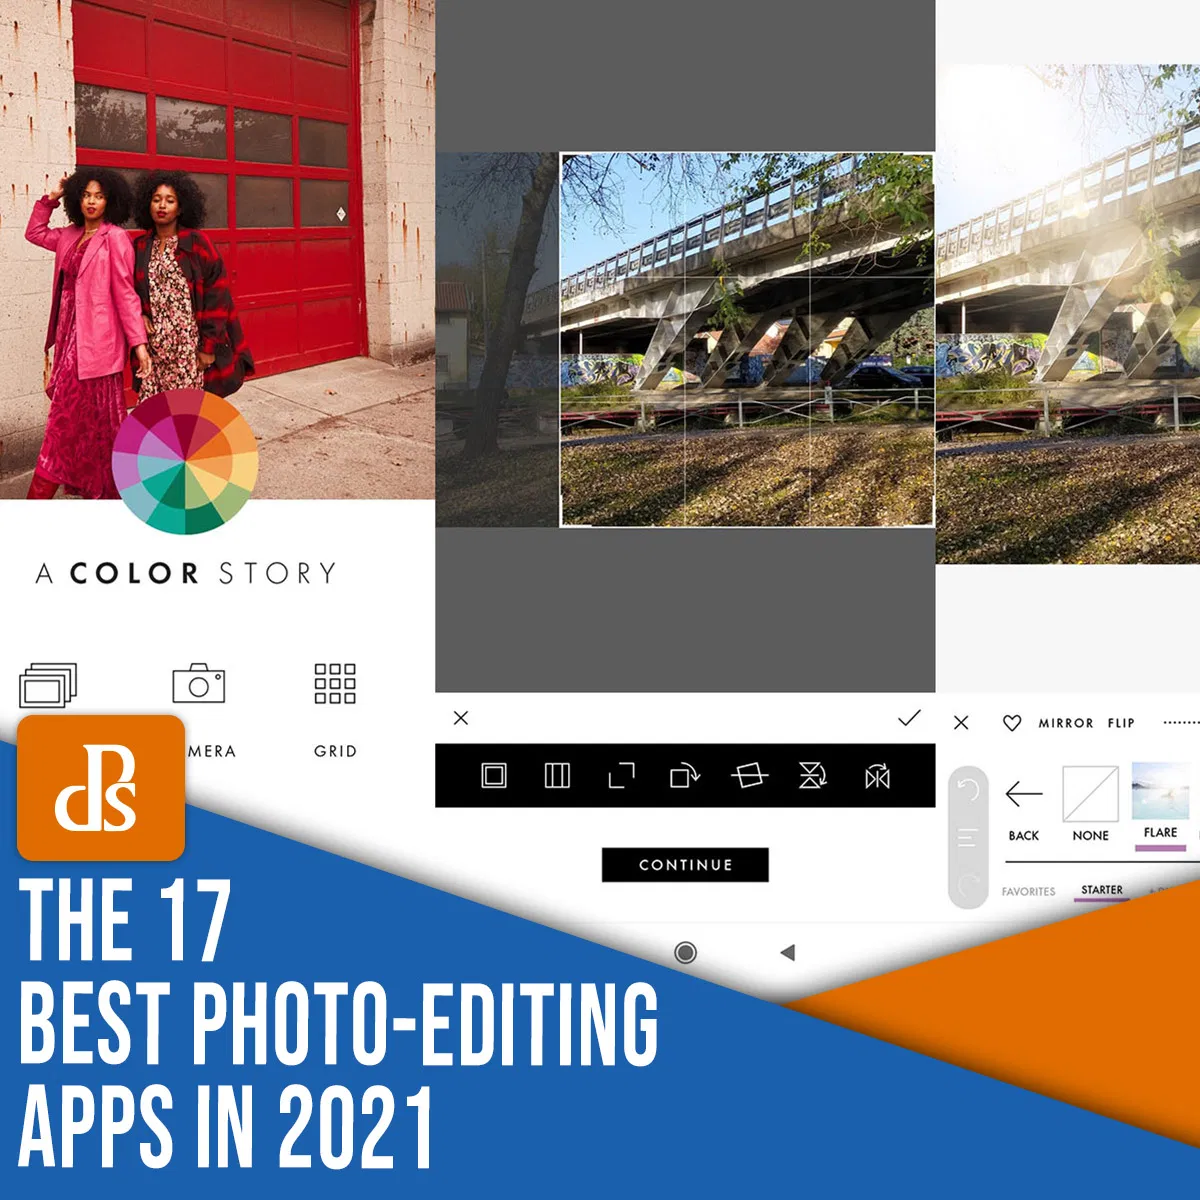 A COLOR STORY
MERA
GRID
MIRROR FLIP
BACK
NONE
FLARE
FAVORITES
STARTER
CONTINUE
dPs
THE 17
BEST PHOTO-EDITING
APPS IN 2021